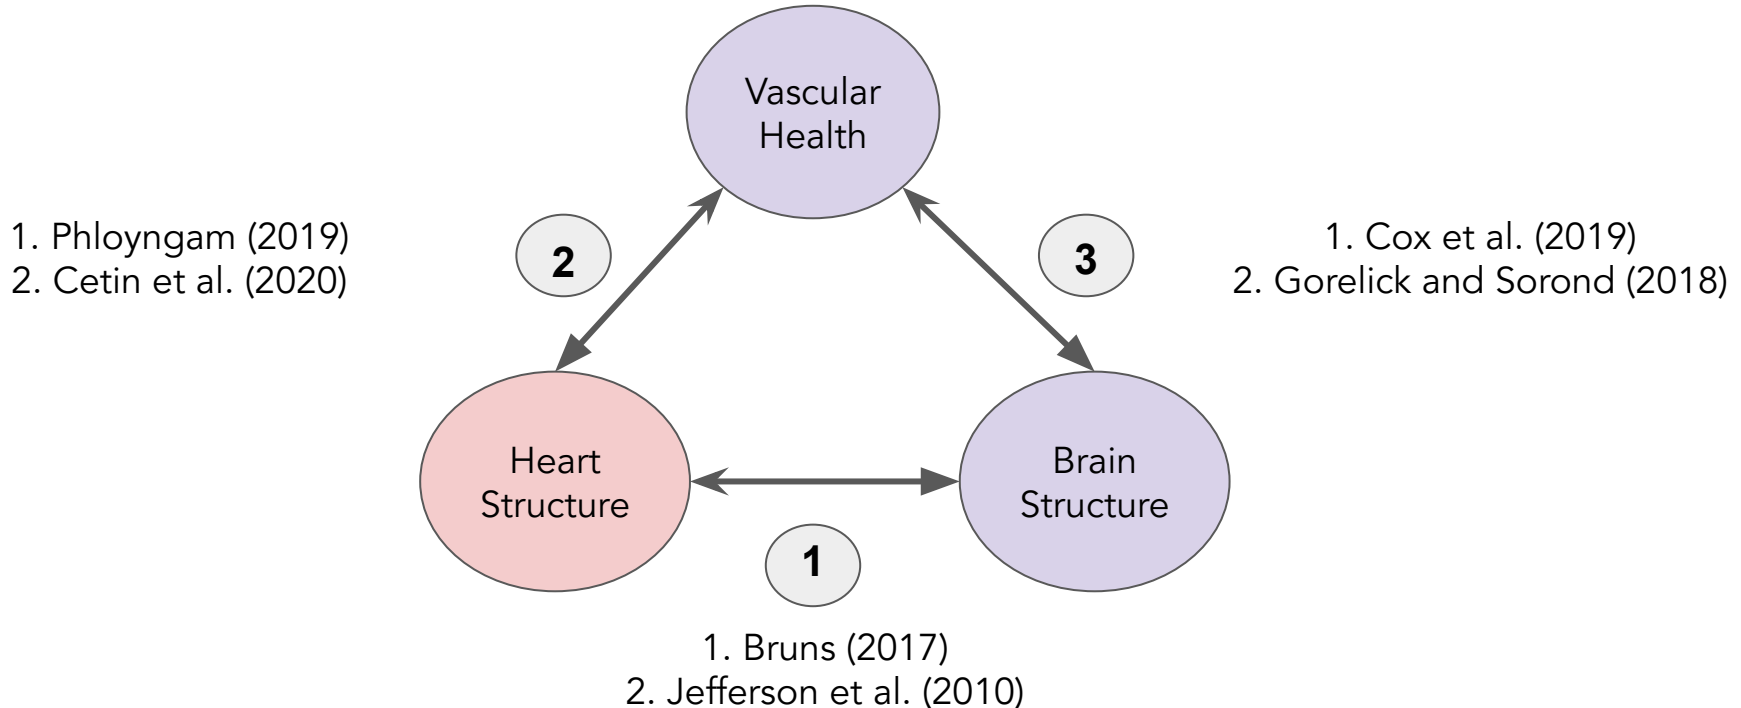 Vascular
Health
2
3
1. Phloyngam (2019)
2. Cetin et al. (2020)
1. Cox et al. (2019)
2. Gorelick and Sorond (2018)
Heart
Structure
Brain
Structure
1
1. Bruns (2017)
2. Jefferson et al. (2010)